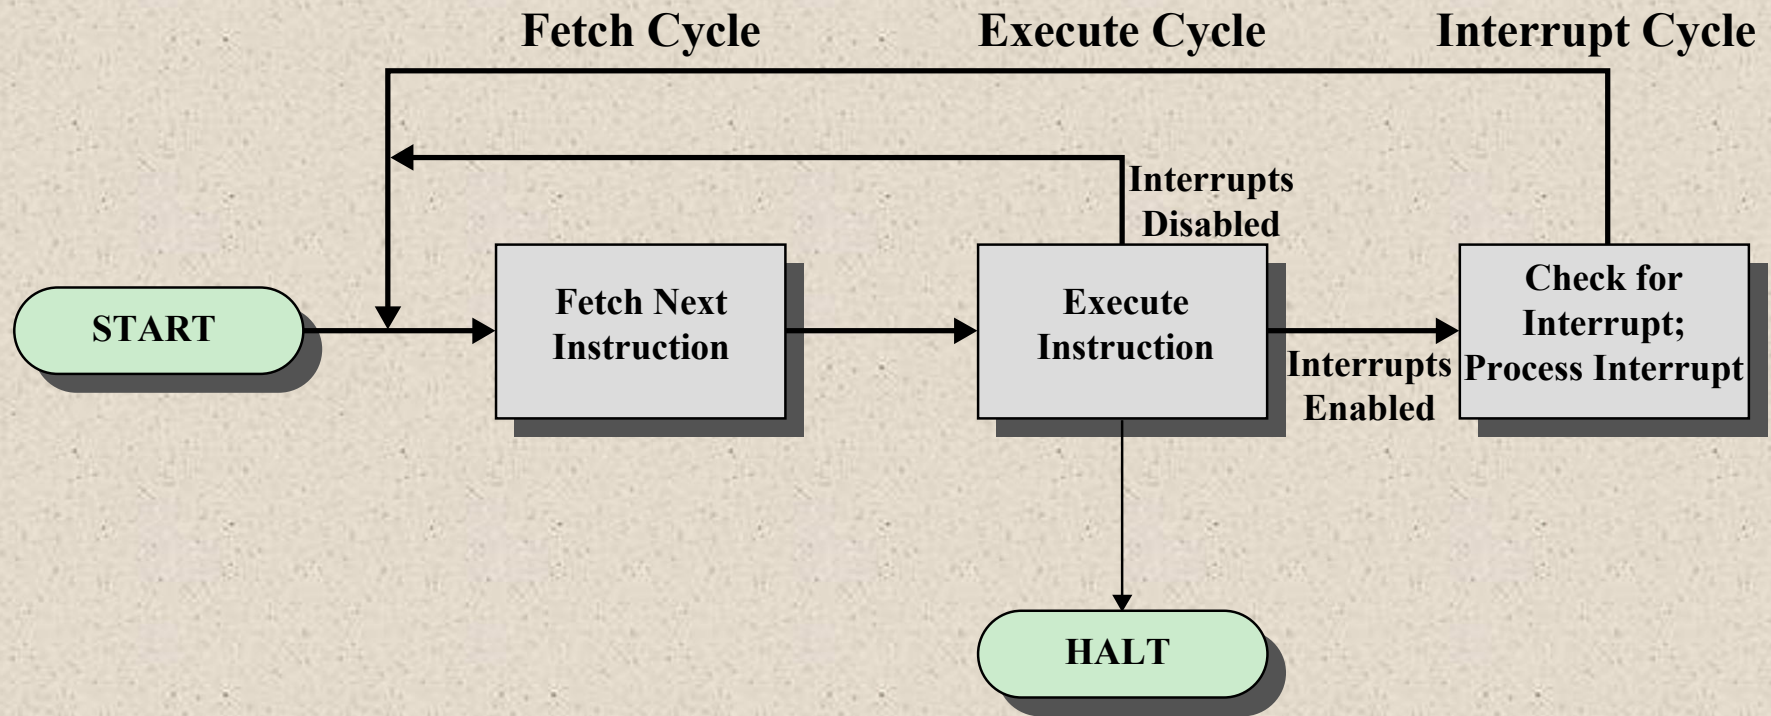 Fetch Cycle
Execute Cycle
Interrupt Cycle
Interrupts
Disabled
START
Fetch Next
Instruction
Execute
Instruction
Interrupts
Enabled
Check for
Interrupt;
Process Interrupt
HALT